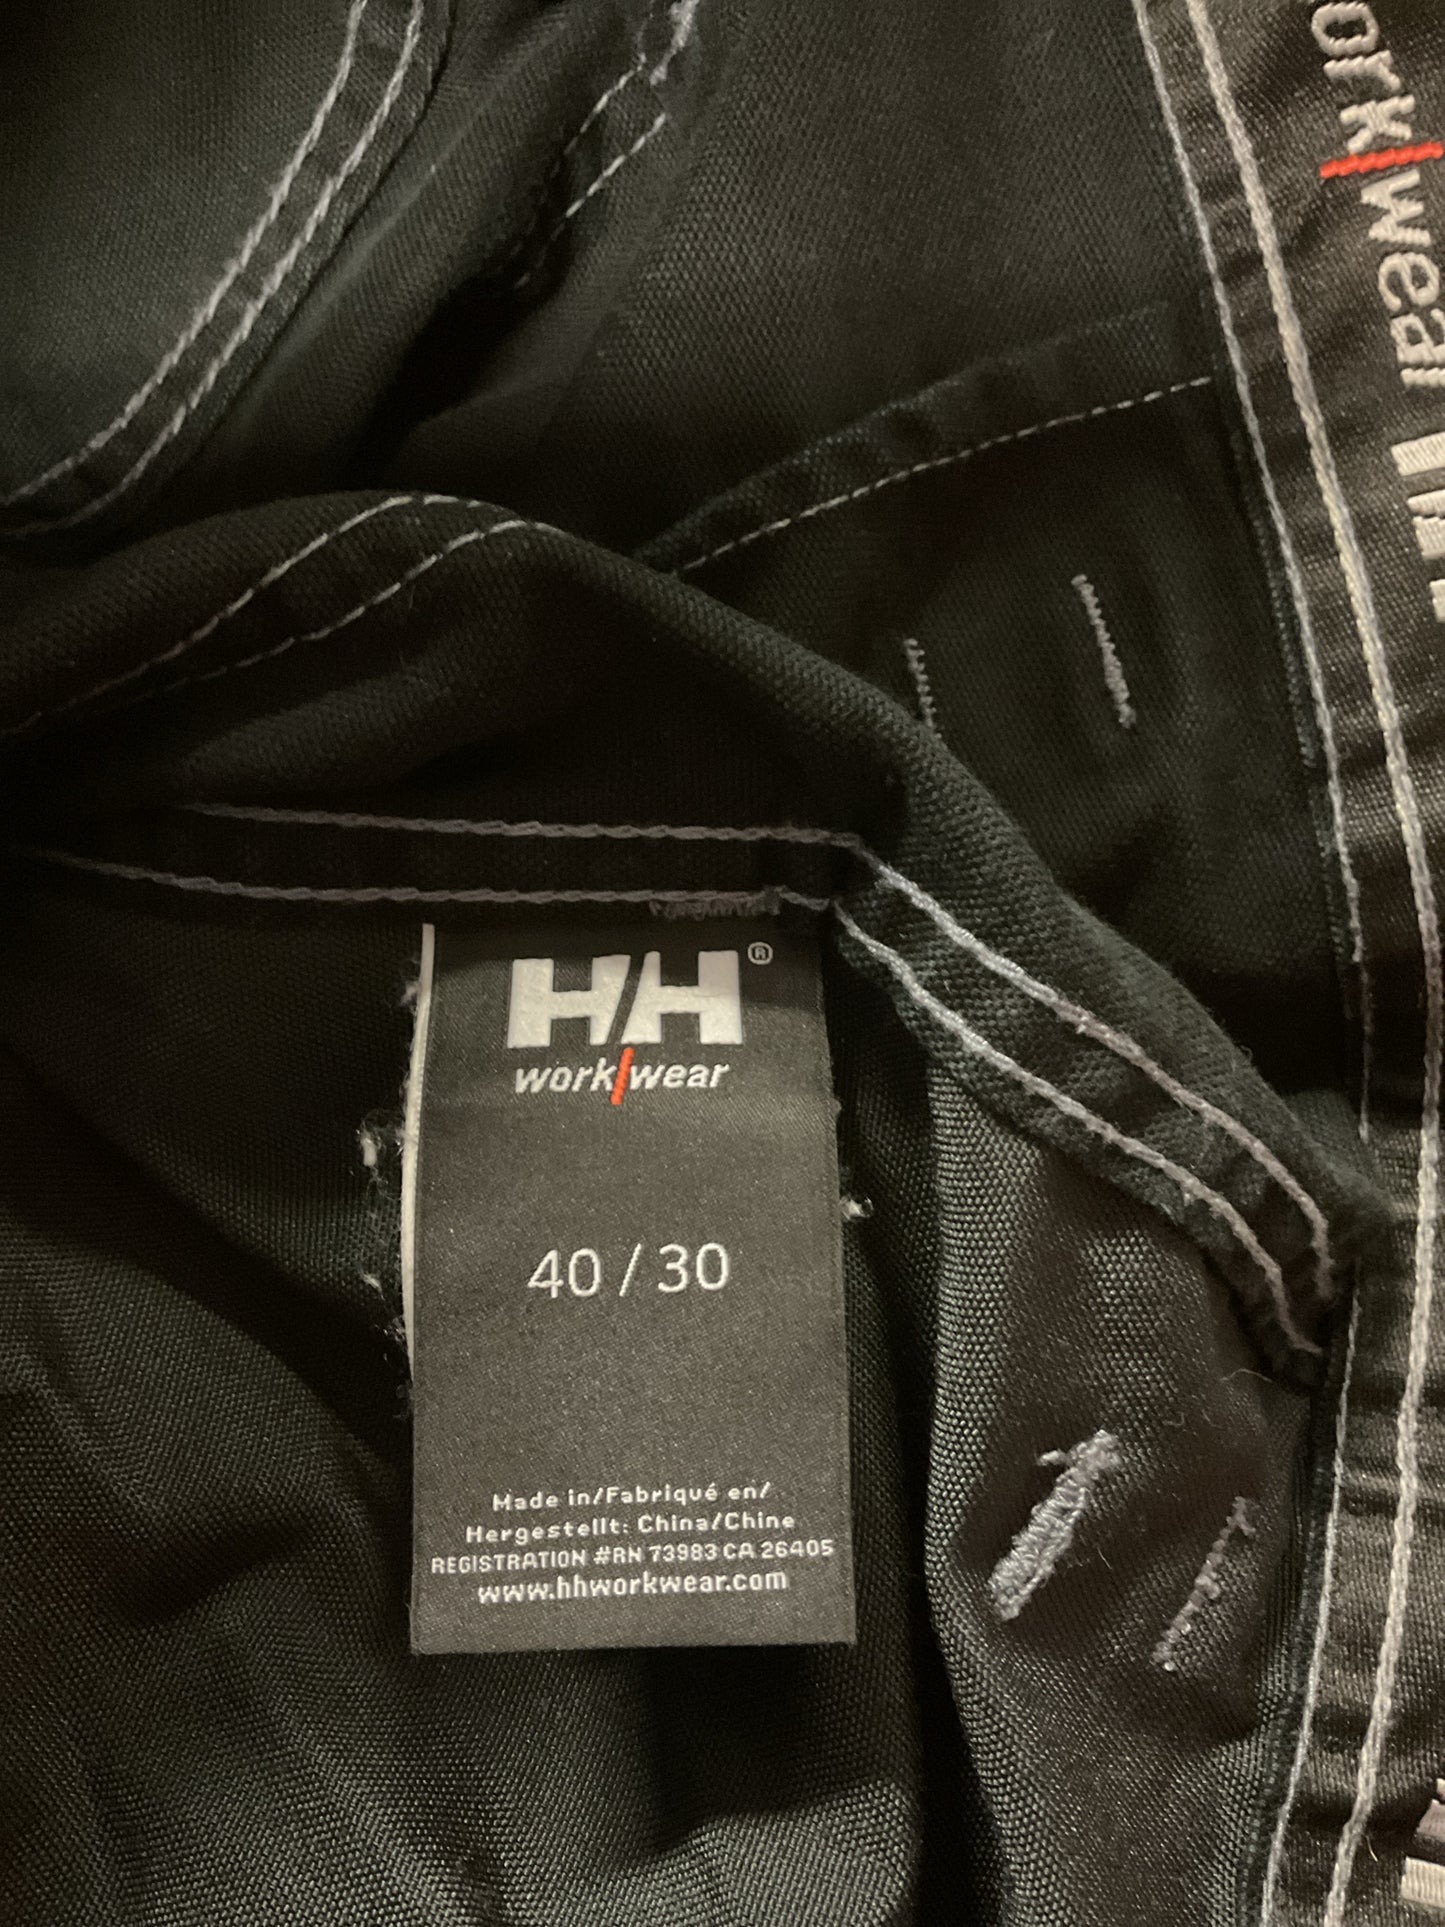 HH®
work/wear
40 / 30
Made in/Fabriqué en/
Hergestellt: China/Chine
REGISTRATION #RN 73983 CA 26405
www.hhworkwear.com
ork/wear